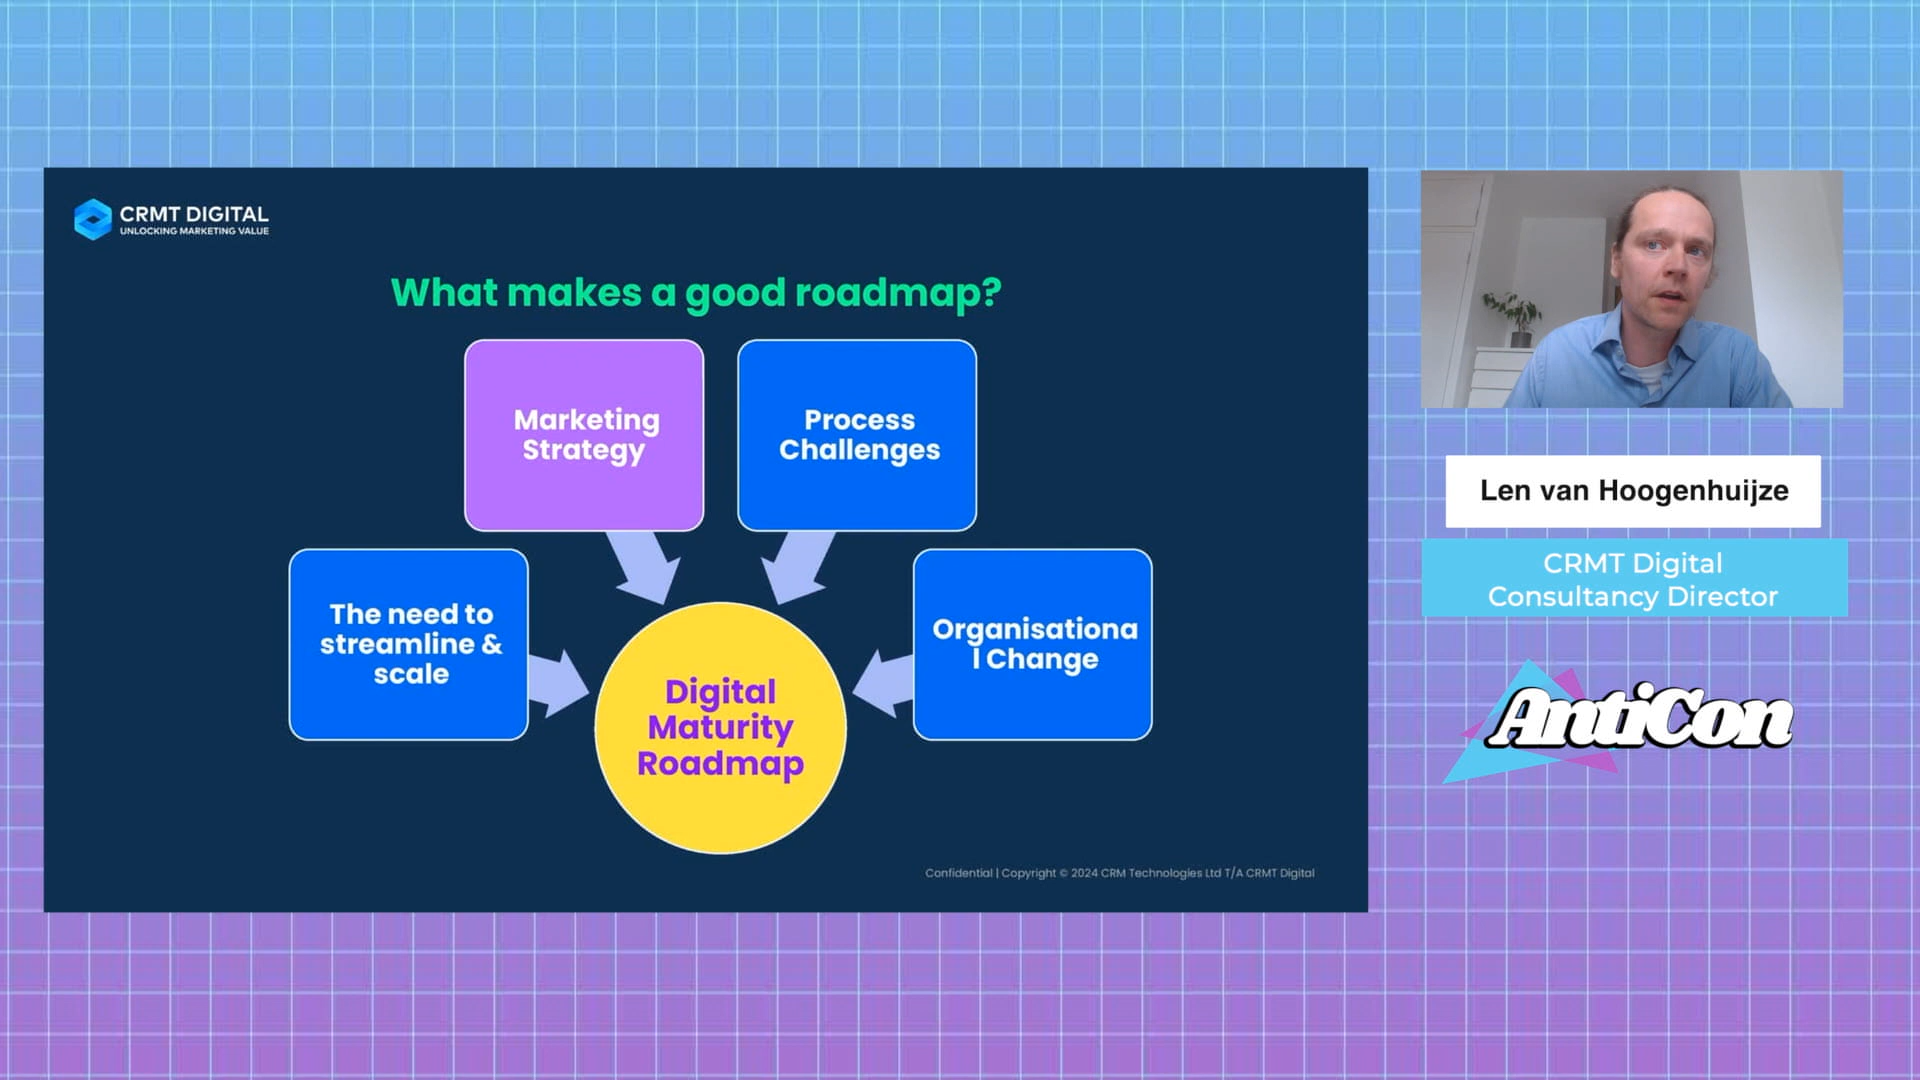 CRMT DIGITAL
UNLOCKING MARKETING VALUE
What makes a good roadmap?
Marketing
Strategy
Process
Challenges
The need to
streamline &
scale
Organisationa
l Change
Digital
Maturity
Roadmap
Confidential | Copyright © 2024 CRM Technologies Ltd T/A CRMT Digital
Len van Hoogenhuijze
CRMT Digital
Consultancy Director
AntiCon